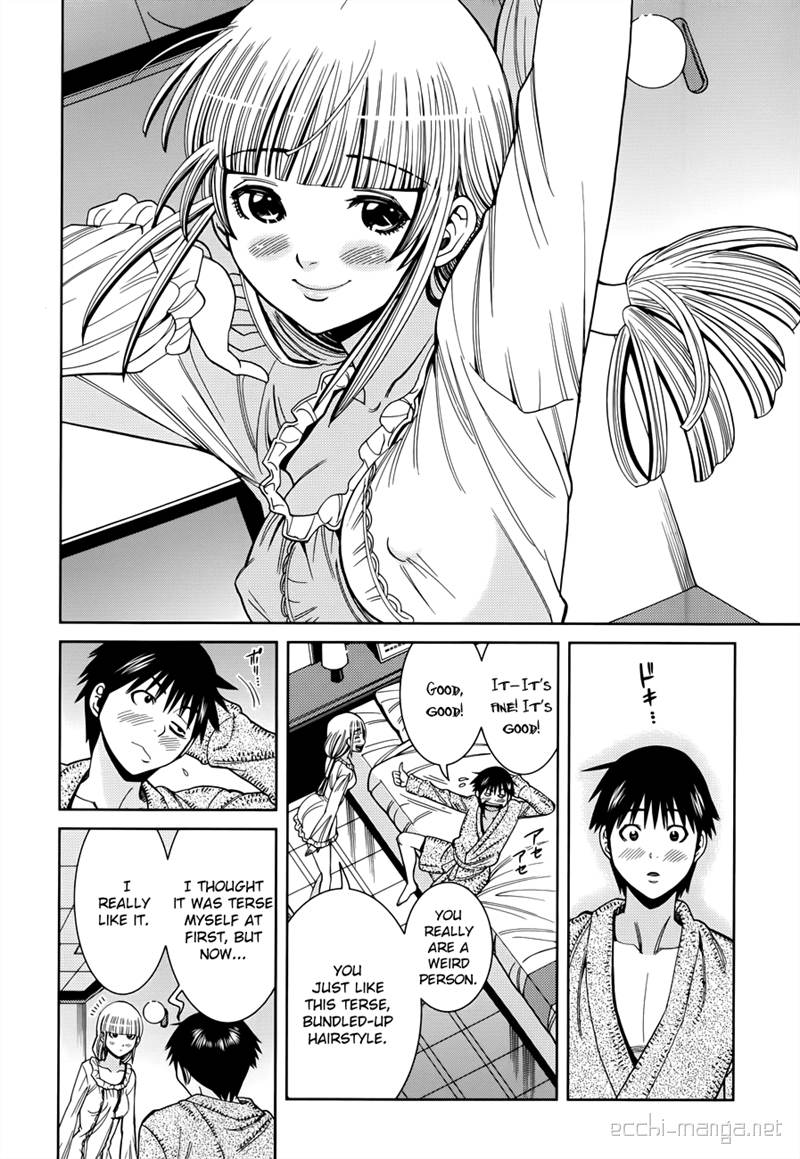 ドキ…
IT-IT'S
FINE! IT'S
GOOD!
GOOD,
GOOD!
アセ
アセ
YOU
REALLY
ARE A
WEIRD
PERSON.
YOU
JUST LIKE
THIS TERSE,
BUNDLED-UP
HAIRSTYLE.
ポリ…
I THOUGHT
IT WAS TERSE
MYSELF AT
FIRST, BUT
NOW...
I
REALLY
LIKE IT.
ecchi-manga.net